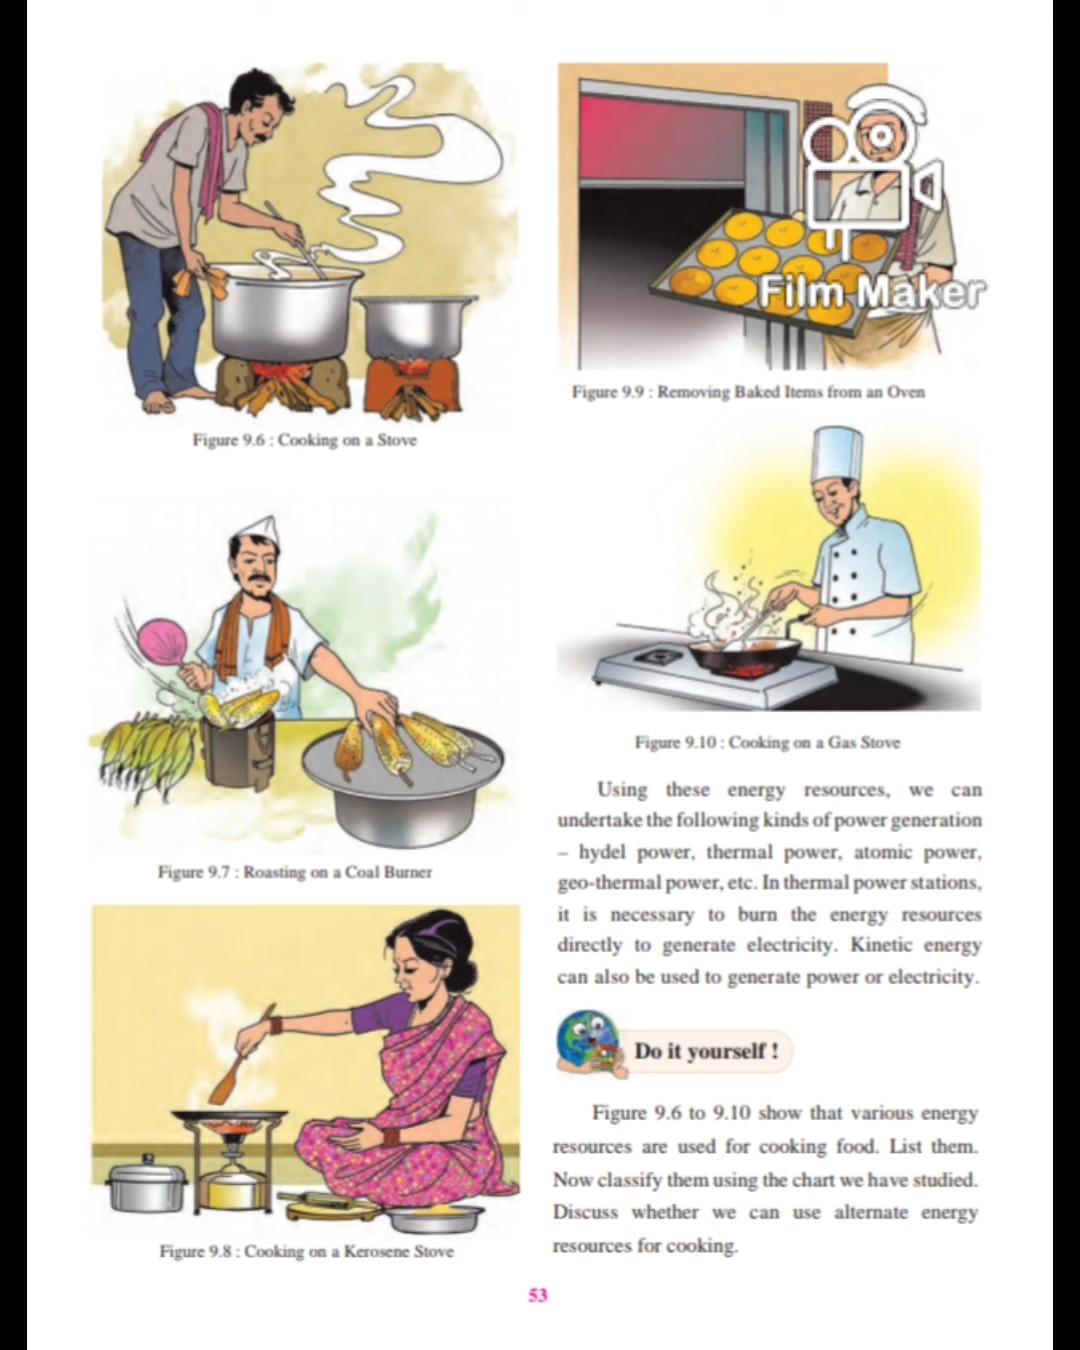 Film Maker
Figure 9.6 : Cooking on a Stove
Figure 9.7 : Roasting on a Coal Burner
Figure 9.8 : Cooking on a Kerosene Stove
Figure 9.9 : Removing Baked Items from an Oven
Figure 9.10 : Cooking on a Gas Stove
Using these energy resources, we can
undertake the following kinds of power generation
– hydel power, thermal power, atomic power,
geo-thermal power, etc. In thermal power stations,
it is necessary to burn the energy resources
directly to generate electricity. Kinetic energy
can also be used to generate power or electricity.
Do it yourself !
Figure 9.6 to 9.10 show that various energy
resources are used for cooking food. List them.
Now classify them using the chart we have studied.
Discuss whether we can use alternate energy
resources for cooking.
53